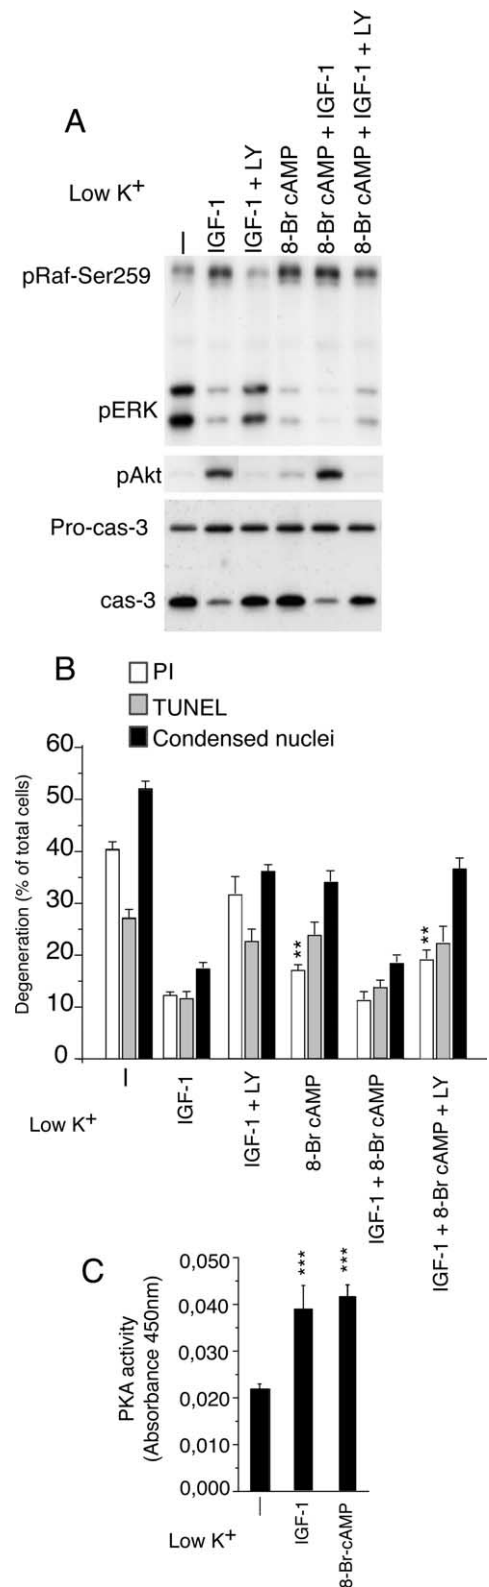 A
Low K+
—
IGF-1
IGF-1 + LY
8-Br cAMP
8-Br cAMP + IGF-1
8-Br cAMP + IGF-1 + LY
pRaf-Ser259
pERK
pAkt
Pro-cas-3
cas-3
B
PI
TUNEL
Condensed nuclei
Degeneration (% of total cells)
60
50
40
30
20
10
0
**
**
Low K+
—
IGF-1
IGF-1 + LY
8-Br cAMP
IGF-1 + 8-Br cAMP
IGF-1 + 8-Br cAMP + LY
C
PKA activity
(Absorbance 450nm)
0,050
0,040
0,030
0,020
0,010
0,000
***
***
Low K+
—
IGF-1
8-Br-cAMP